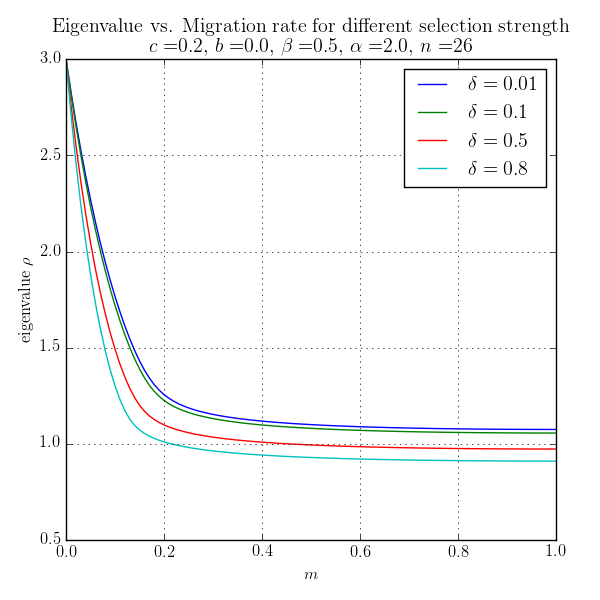 Eigenvalue vs. Migration rate for different selection strength
c =0.2, b =0.0, β =0.5, α =2.0, n =26
3.0
2.5
2.0
1.5
1.0
0.5
eigenvalue ρ
δ = 0.01
δ = 0.1
δ = 0.5
δ = 0.8
0.0 0.2 0.4 0.6 0.8 1.0
m